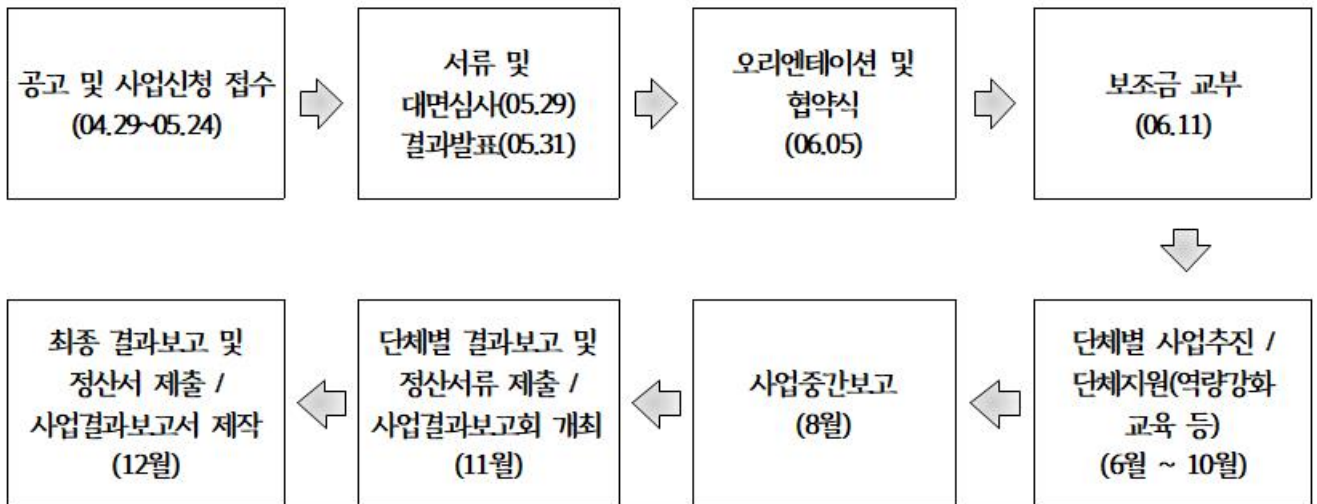 공고 및 사업신청 접수
(04.29~05.24)
서류 및
대면심사(05.29)
결과발표(05.31)
오리엔테이션 및
협약식
(06.05)
보조금 교부
(06.11)
단체별 사업추진 /
단체지원(역량강화
교육 등)
(6월 ~ 10월)
사업중간보고
(8월)
단체별 결과보고 및
정산서류 제출 /
사업결과보고회 개최
(11월)
최종 결과보고 및
정산서 제출 /
사업결과보고서 제작
(12월)